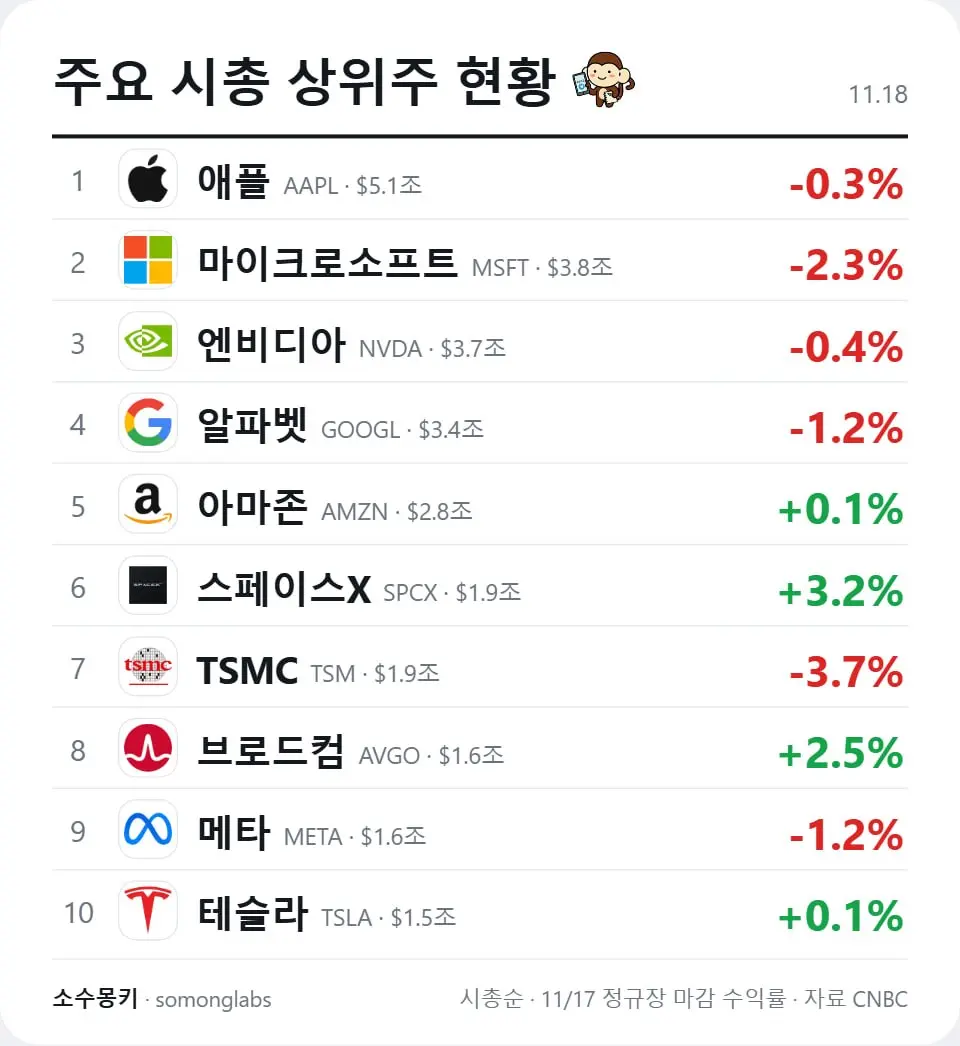 주요 시총 상위주 현황
11.18
1 애플 AAPL · $5.1조 -0.3%
2 마이크로소프트 MSFT · $3.8조 -2.3%
3 엔비디아 NVDA · $3.7조 -0.4%
4 알파벳 GOOGL · $3.4조 -1.2%
5 a 아마존 AMZN · $2.8조 +0.1%
6 SPACEX 스페이스X SPCX · $1.9조 +3.2%
7 tsmc TSMC TSM · $1.9조 -3.7%
8 브로드컴 AVGO · $1.6조 +2.5%
9 메타 META · $1.6조 -1.2%
10 테슬라 TSLA · $1.5조 +0.1%
소수몽키 · somonglabs 시총순 · 11/17 정규장 마감 수익률 · 자료 CNBC